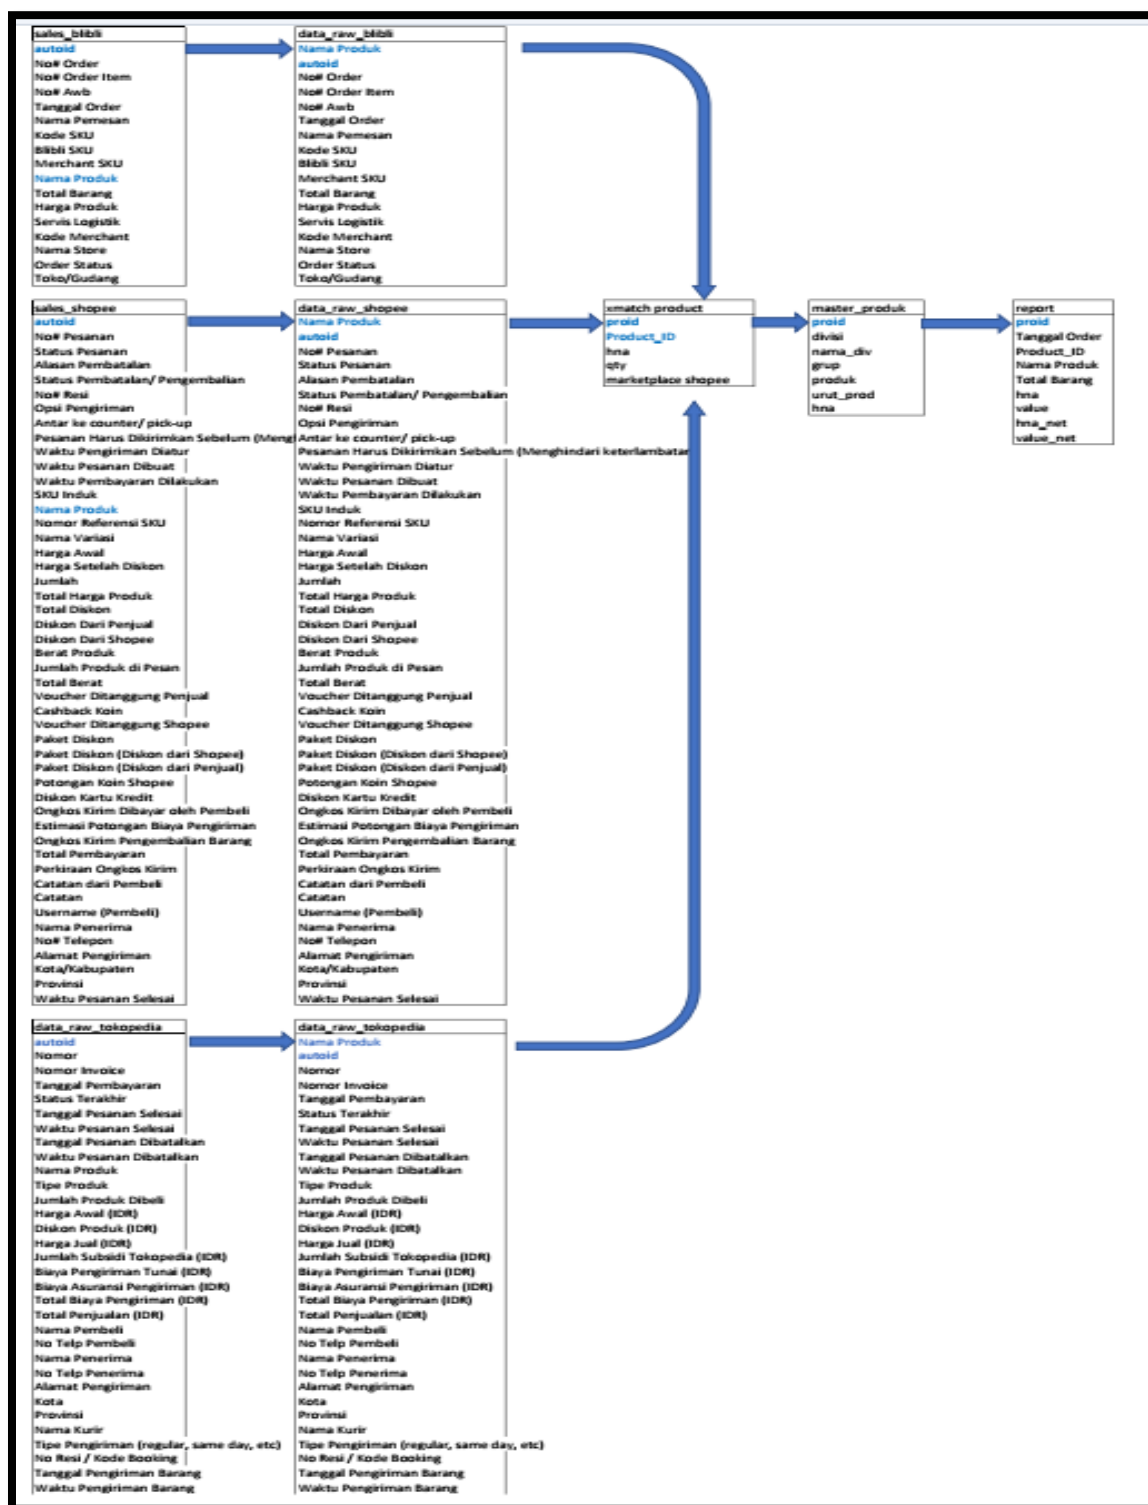 sales_blibli
autoid
No# Order
No# Order Item
No# Awb
Tanggal Order
Nama Pemesan
Kode SKU
Blibli SKU
Merchant SKU
Nama Produk
Total Barang
Harga Produk
Servis Logistik
Kode Merchant
Nama Store
Order Status
Toko/Gudang
data_raw_blibli
Nama Produk
autoid
No# Order
No# Order Item
No# Awb
Tanggal Order
Nama Pemesan
Kode SKU
Blibli SKU
Merchant SKU
Total Barang
Harga Produk
Servis Logistik
Kode Merchant
Nama Store
Order Status
Toko/Gudang
sales_shopee
autoid
No# Pesanan
Status Pesanan
Alasan Pembatalan
Status Pembatalan/ Pengembalian
No# Resi
Opsi Pengiriman
Antar ke counter/ pick-up
Pesanan Harus Dikirimkan Sebelum (Mengl
Waktu Pengiriman Diatur
Waktu Pesanan Dibuat
Waktu Pembayaran Dilakukan
SKU Induk
Nama Produk
Nomor Referensi SKU
Nama Variasi
Harga Awal
Harga Setelah Diskon
Jumlah
Total Harga Produk
Total Diskon
Diskon Dari Penjual
Diskon Dari Shopee
Berat Produk
Jumlah Produk di Pesan
Total Berat
Voucher Ditanggung Penjual
Cashback Koin
Voucher Ditanggung Shopee
Paket Diskon
Paket Diskon (Diskon dari Shopee)
Paket Diskon (Diskon dari Penjual)
Potongan Koin Shopee
Diskon Kartu Kredit
Ongkos Kirim Dibayar oleh Pembeli
Estimasi Potongan Biaya Pengiriman
Ongkos Kirim Pengembalian Barang
Total Pembayaran
Perkiraan Ongkos Kirim
Catatan dari Pembeli
Catatan
Username (Pembeli)
Nama Penerima
No# Telepon
Alamat Pengiriman
Kota/Kabupaten
Provinsi
Waktu Pesanan Selesai
data_raw_shopee
Nama Produk
autoid
No# Pesanan
Status Pesanan
Alasan Pembatalan
Status Pembatalan/ Pengembalian
No# Resi
Opsi Pengiriman
Antar ke counter/ pick-up
Pesanan Harus Dikirimkan Sebelum (Menghindari keterlambatan
Waktu Pengiriman Diatur
Waktu Pesanan Dibuat
Waktu Pembayaran Dilakukan
SKU Induk
Nomor Referensi SKU
Nama Variasi
Harga Awal
Harga Setelah Diskon
Jumlah
Total Harga Produk
Total Diskon
Diskon Dari Penjual
Diskon Dari Shopee
Berat Produk
Jumlah Produk di Pesan
Total Berat
Voucher Ditanggung Penjual
Cashback Koin
Voucher Ditanggung Shopee
Paket Diskon
Paket Diskon (Diskon dari Shopee)
Paket Diskon (Diskon dari Penjual)
Potongan Koin Shopee
Diskon Kartu Kredit
Ongkos Kirim Dibayar oleh Pembeli
Estimasi Potongan Biaya Pengiriman
Ongkos Kirim Pengembalian Barang
Total Pembayaran
Perkiraan Ongkos Kirim
Catatan dari Pembeli
Catatan
Username (Pembeli)
Nama Penerima
No# Telepon
Alamat Pengiriman
Kota/Kabupaten
Provinsi
Waktu Pesanan Selesai
xmatch product
proid
Product_ID
hna
qty
marketplace shopee
master_produk
proid
divisi
nama_div
grup
produk
urut_prod
hna
report
proid
Tanggal Order
Product_ID
Nama Produk
Total Barang
hna
value
hna_net
value_net
data_raw_tokopedia
autoid
Nomor
Nomor Invoice
Tanggal Pembayaran
Status Terakhir
Tanggal Pesanan Selesai
Waktu Pesanan Selesai
Tanggal Pesanan Dibatalkan
Waktu Pesanan Dibatalkan
Nama Produk
Tipe Produk
Jumlah Produk Dibeli
Harga Awal (IDR)
Diskon Produk (IDR)
Harga Jual (IDR)
Jumlah Subsidi Tokopedia (IDR)
Biaya Pengiriman Tunai (IDR)
Biaya Asuransi Pengiriman (IDR)
Total Biaya Pengiriman (IDR)
Total Penjualan (IDR)
Nama Pembeli
No Telp Pembeli
Nama Penerima
No Telp Penerima
Alamat Pengiriman
Kota
Provinsi
Nama Kurir
Tipe Pengiriman (regular, same day, etc)
No Resi / Kode Booking
Tanggal Pengiriman Barang
Waktu Pengiriman Barang
data_raw_tokopedia
Nama Produk
autoid
Nomor
Nomor Invoice
Tanggal Pembayaran
Status Terakhir
Tanggal Pesanan Selesai
Waktu Pesanan Selesai
Tanggal Pesanan Dibatalkan
Waktu Pesanan Dibatalkan
Tipe Produk
Jumlah Produk Dibeli
Harga Awal (IDR)
Diskon Produk (IDR)
Harga Jual (IDR)
Jumlah Subsidi Tokopedia (IDR)
Biaya Pengiriman Tunai (IDR)
Biaya Asuransi Pengiriman (IDR)
Total Biaya Pengiriman (IDR)
Total Penjualan (IDR)
Nama Pembeli
No Telp Pembeli
Nama Penerima
No Telp Penerima
Alamat Pengiriman
Kota
Provinsi
Nama Kurir
Tipe Pengiriman (regular, same day, etc)
No Resi / Kode Booking
Tanggal Pengiriman Barang
Waktu Pengiriman Barang